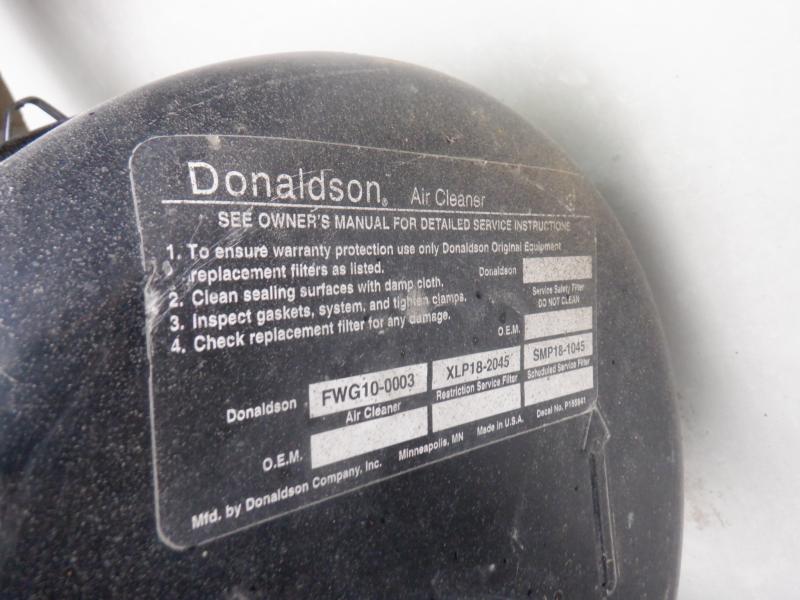 Donaldson® Air Cleaner
SEE OWNER'S MANUAL FOR DETAILED SERVICE INSTRUCTIONS
1. To ensure warranty protection use only Donaldson Original Equipment
replacement filters as listed.
2. Clean sealing surfaces with damp cloth.
3. Inspect gaskets, system, and tighten clamps.
4. Check replacement filter for any damage.
Donaldson
Service Safety Filter
DO NOT CLEAN
O.E.M.
Donaldson FWG10-0003 XLP18-2045 SMP18-1045
Air Cleaner Restriction Service Filter Scheduled Service Filter
O.E.M.
Mfd. by Donaldson Company, Inc. Minneapolis, MN Made in U.S.A. Decal No.